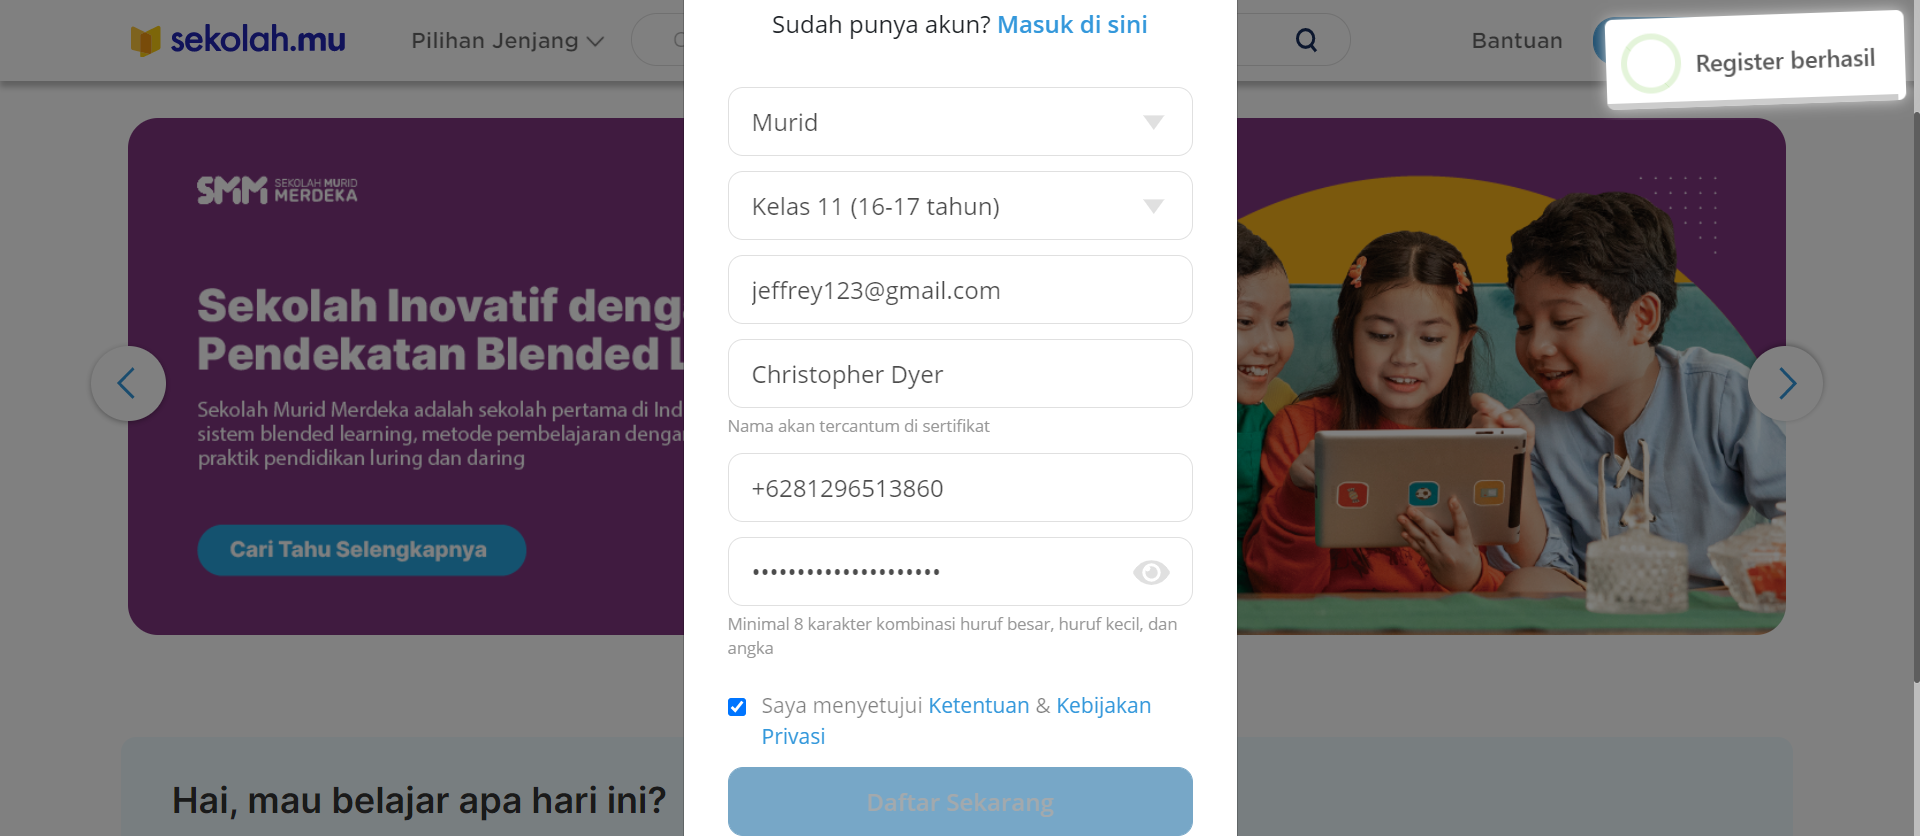 Sudah punya akun? Masuk di sini
sekolah.mu
Pilihan Jenjang
Bantuan
Register berhasil
Murid
Kelas 11 (16-17 tahun)
jeffrey123@gmail.com
Christopher Dyer
Nama akan tercantum di sertifikat
+6281296513860
•••••••••••••••••••••
Minimal 8 karakter kombinasi huruf besar, huruf kecil, dan
angka
Saya menyetujui Ketentuan & Kebijakan
Privasi
Daftar Sekarang
SMM SEKOLAH MURID
MERDEKA
Sekolah Inovatif deng
Pendekatan Blended L
Sekolah Murid Merdeka adalah sekolah pertama di Ind
sistem blended learning, metode pembelajaran denga
praktik pendidikan luring dan daring
Cari Tahu Selengkapnya
Hai, mau belajar apa hari ini?